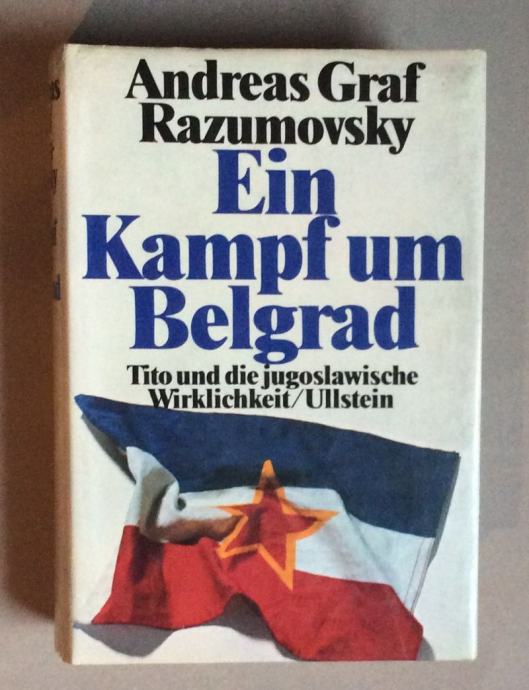 Andreas Graf
Razumovsky
Ein
Kampf um
Belgrad
Tito und die jugoslawische
Wirklichkeit/Ullstein